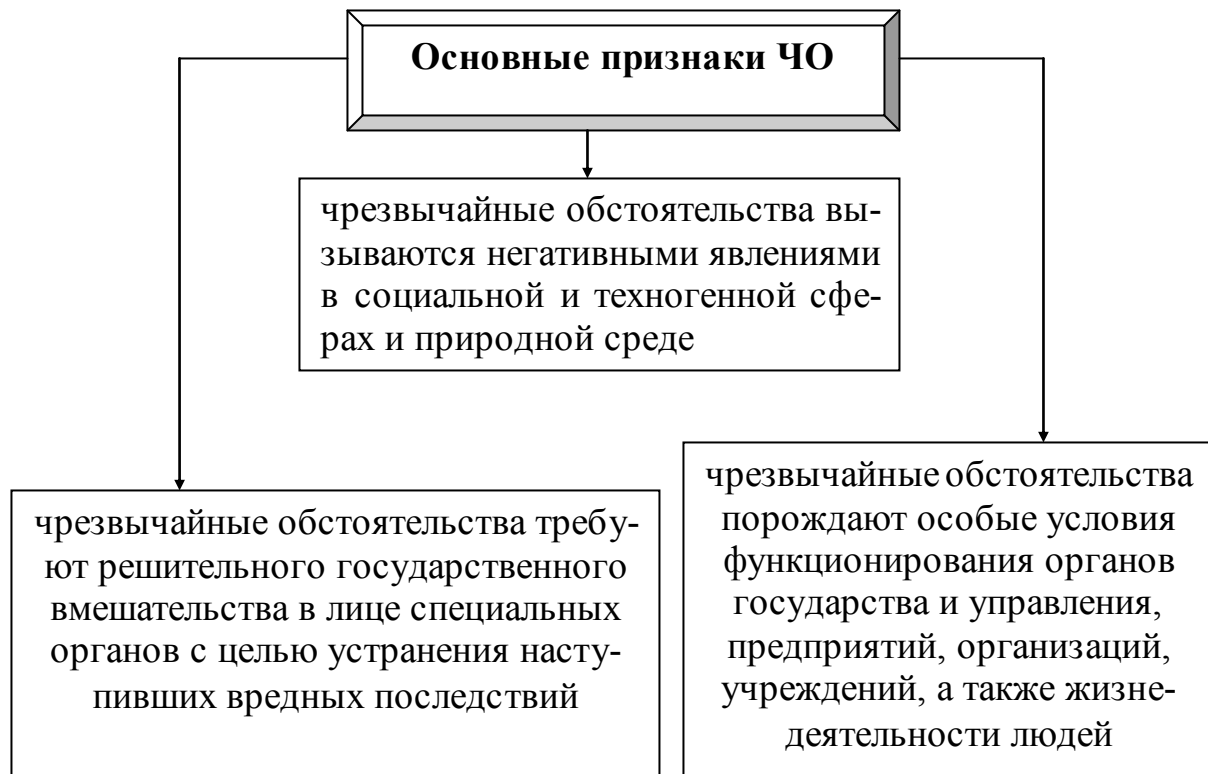 Основные признаки ЧО
чрезвычайные обстоятельства вы-
зываются негативными явлениями
в социальной и техногенной сфе-
рах и природной среде
чрезвычайные обстоятельства требу-
ют решительного государственного
вмешательства в лице специальных
органов с целью устранения насту-
пивших вредных последствий
чрезвычайные обстоятельства
порождают особые условия
функционирования органов
государства и управления,
предприятий, организаций,
учреждений, а также жизне-
деятельности людей